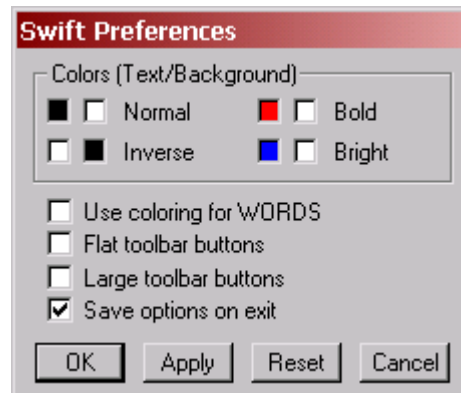 Swift Preferences
Colors (Text/Background)
Normal Bold
Inverse Bright
Use coloring for WORDS
Flat toolbar buttons
Large toolbar buttons
Save options on exit
OK Apply Reset Cancel